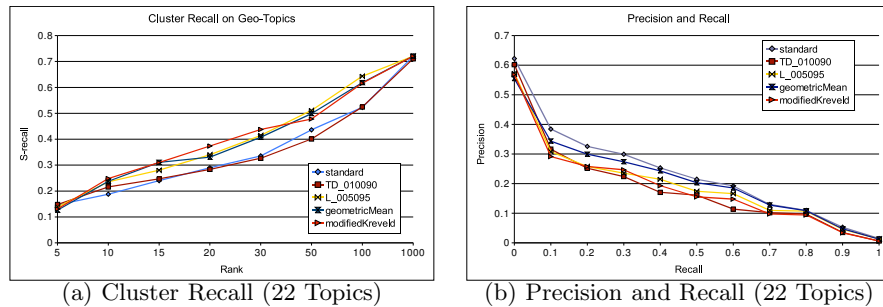 Cluster Recall on Geo-Topics
0.8
0.7
0.6
0.5
0.4
0.3
0.2
0.1
0
S-recall
5 10 15 20 30 50 100 1000
Rank
standard
TD_010090
L_005095
geometricMean
modifiedKreveld
(a) Cluster Recall (22 Topics)
Precision and Recall
0.7
0.6
0.5
0.4
0.3
0.2
0.1
0
Precision
0 0.1 0.2 0.3 0.4 0.5 0.6 0.7 0.8 0.9 1
Recall
standard
TD_010090
L_005095
geometricMean
modifiedKreveld
(b) Precision and Recall (22 Topics)